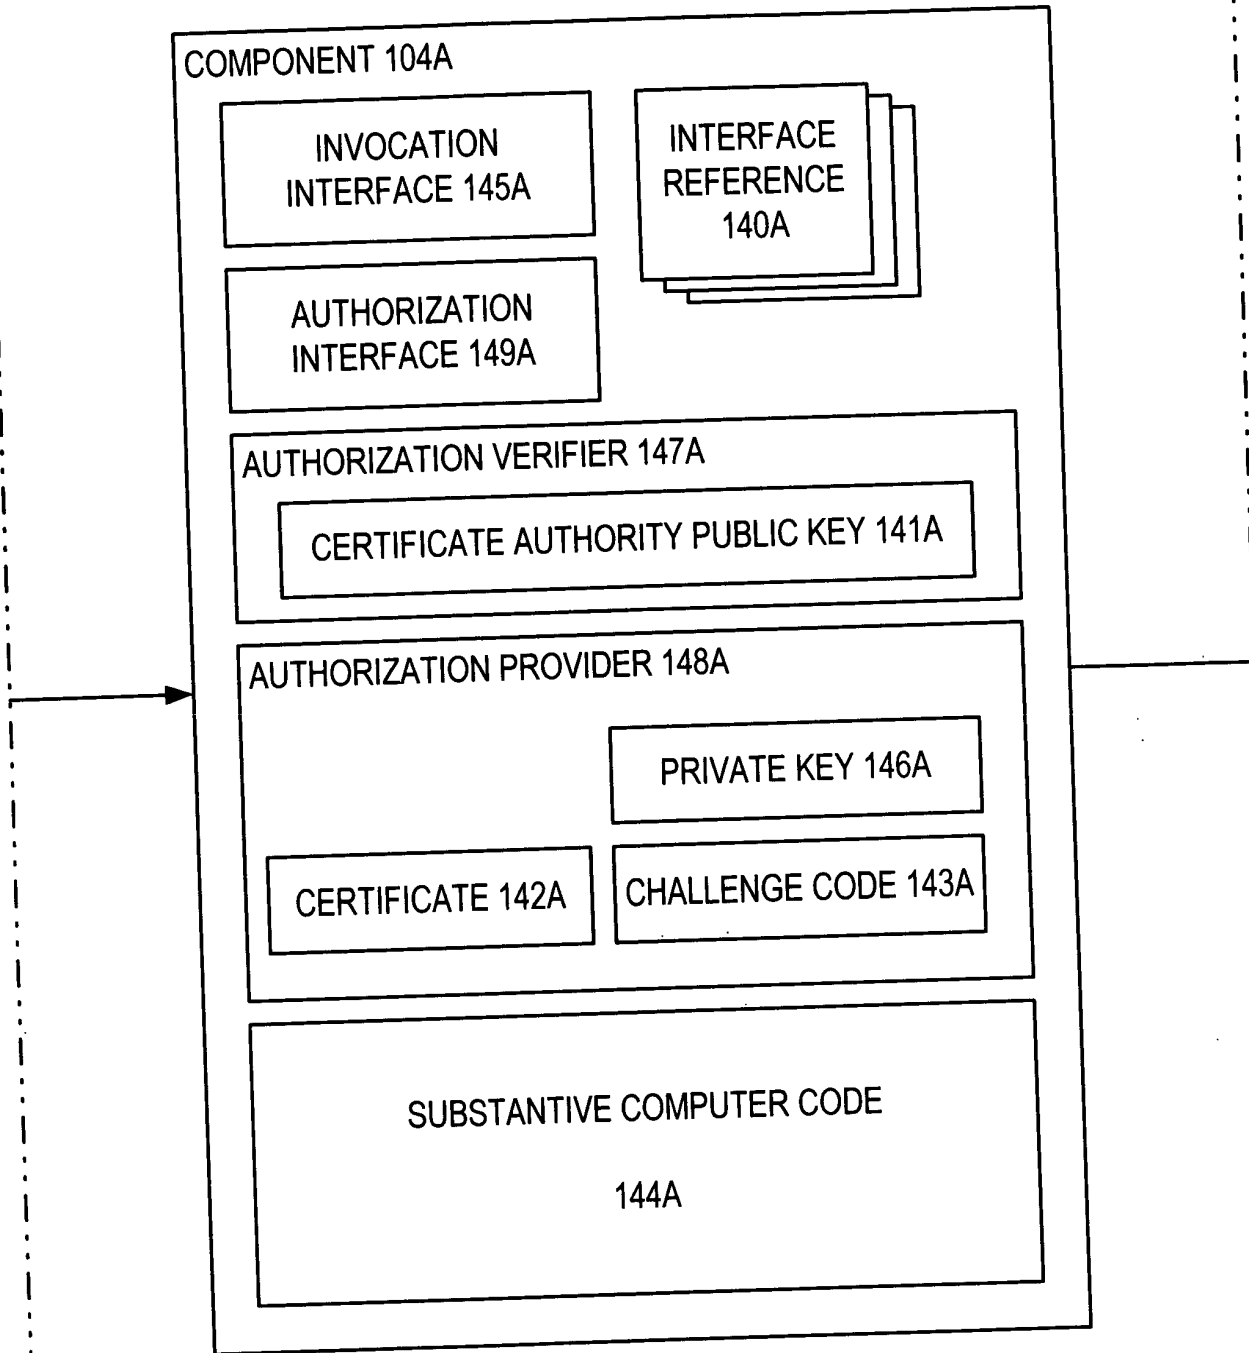 COMPONENT 104A
INVOCATION
INTERFACE 145A
INTERFACE
REFERENCE
140A
AUTHORIZATION
INTERFACE 149A
AUTHORIZATION VERIFIER 147A
CERTIFICATE AUTHORITY PUBLIC KEY 141A
AUTHORIZATION PROVIDER 148A
PRIVATE KEY 146A
CERTIFICATE 142A
CHALLENGE CODE 143A
SUBSTANTIVE COMPUTER CODE
144A